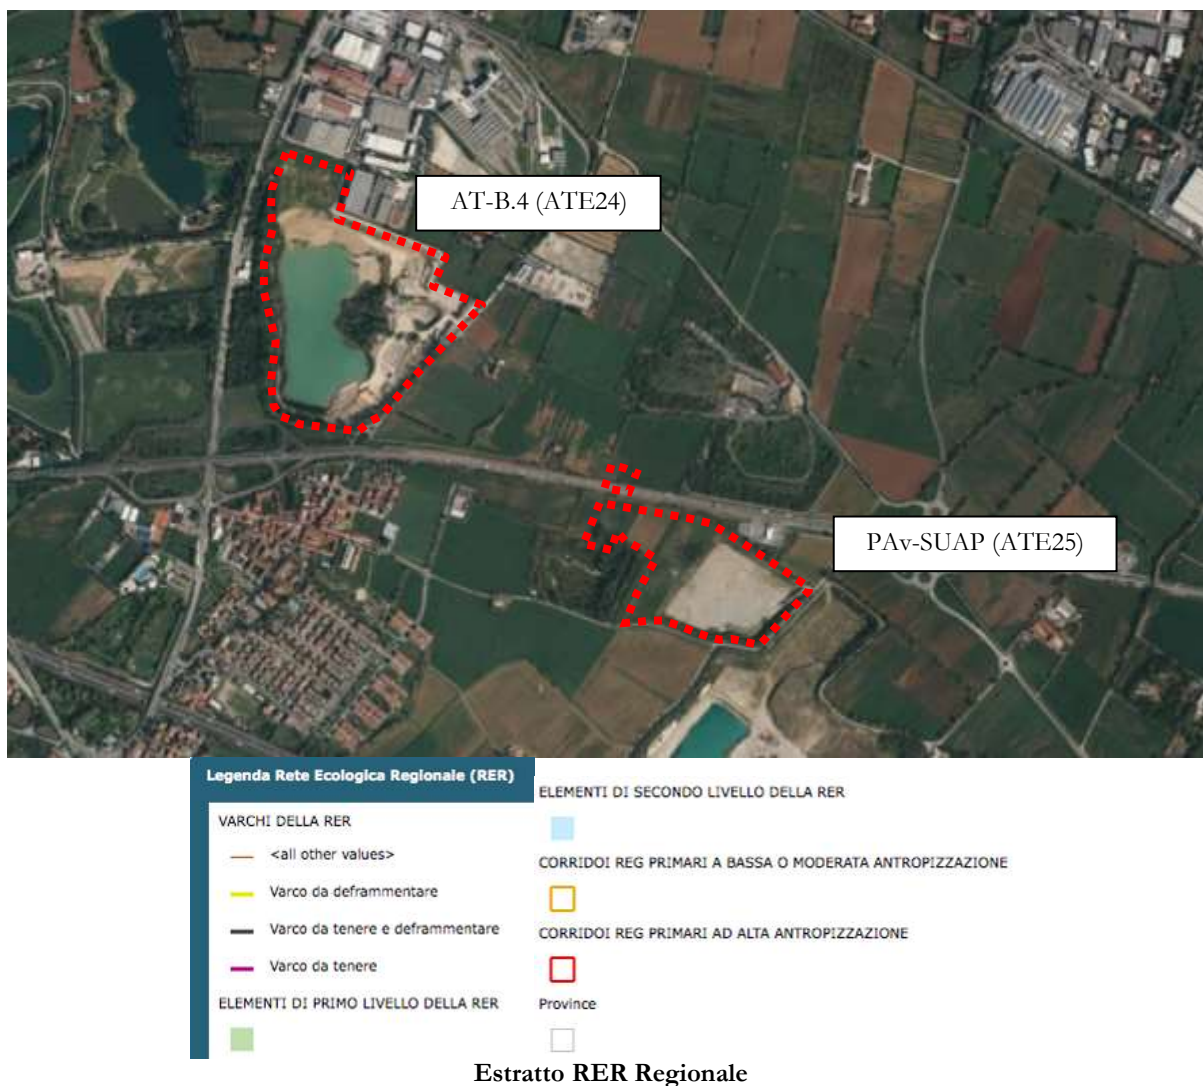 AT-B.4 (ATE24)
PAv-SUAP (ATE25)
Legenda Rete Ecologica Regionale (RER)
VARCHI DELLA RER
<all other values>
Varco da deframmentare
Varco da tenere e deframmentare
Varco da tenere
ELEMENTI DI PRIMO LIVELLO DELLA RER
ELEMENTI DI SECONDO LIVELLO DELLA RER
CORRIDOI REG PRIMARI A BASSA O MODERATA ANTROPIZZAZIONE
CORRIDOI REG PRIMARI AD ALTA ANTROPIZZAZIONE
Province
Estratto RER Regionale